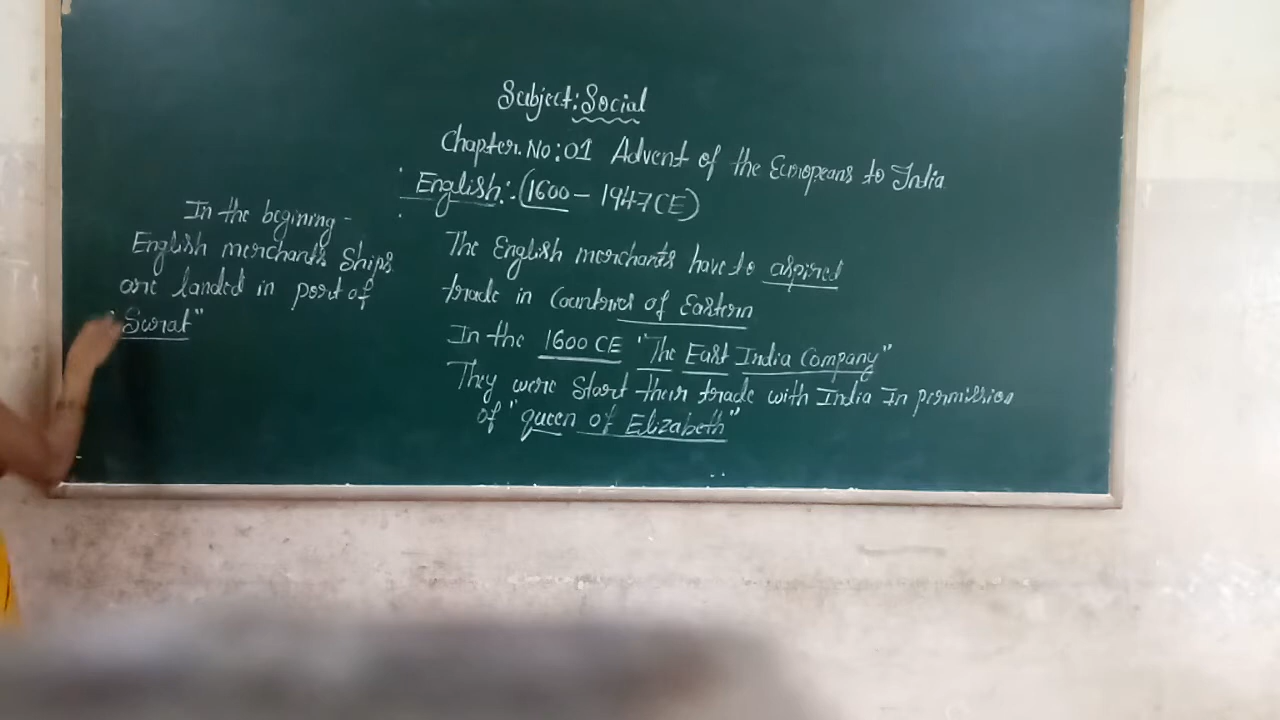 Subject: Social
Chapter. No: 01 Advent of the Europeans to India
English:- (1600 - 1947 CE)
The English merchants have to aspired
trade in Countries of Eastern
In the 1600 CE "The East India Company"
They were Start their trade with India In permission
of "queen of Elizabeth"
In the begining -
English merchants Ships
are landed in port of
"Surat"